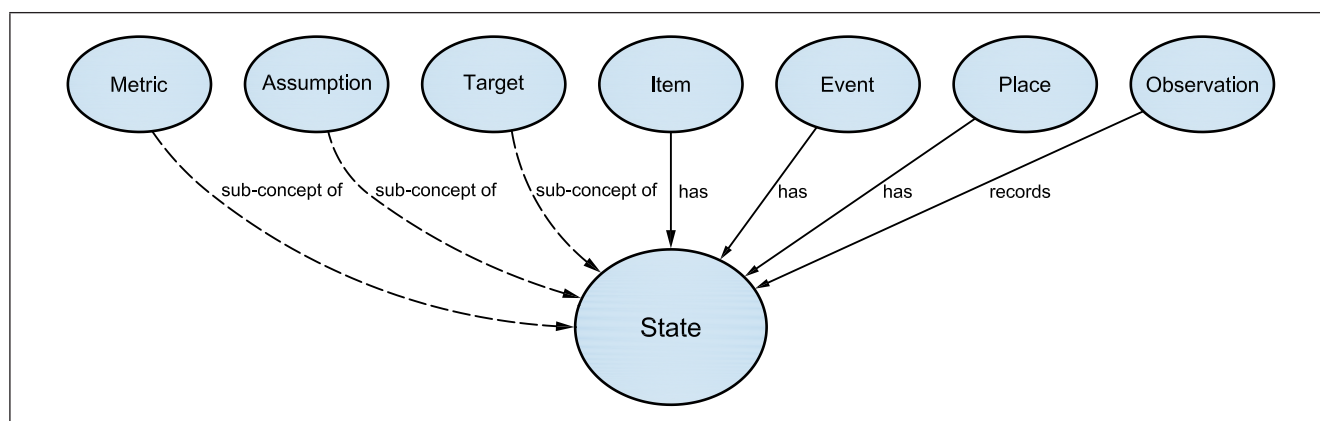 Metric
Assumption
Target
Item
Event
Place
Observation
sub-concept of
sub-concept of
sub-concept of
has
has
has
records
State